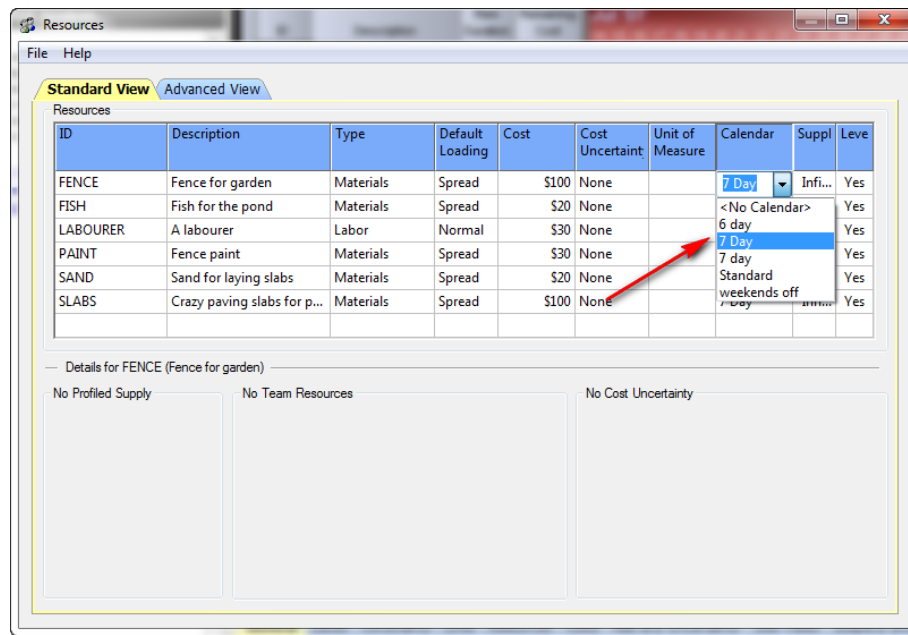 Resources
File Help
Standard View Advanced View
Resources
ID Description Type Default Loading Cost Cost Uncertaint Unit of Measure Calendar Suppl Leve
FENCE Fence for garden Materials Spread $100 None 7 Day Infi... Yes
FISH Fish for the pond Materials Spread $20 None Yes
LABOURER A labourer Labor Normal $30 None Yes
PAINT Fence paint Materials Spread $30 None Yes
SAND Sand for laying slabs Materials Spread $20 None Yes
SLABS Crazy paving slabs for p... Materials Spread $100 None Yes
<No Calendar>
6 day
7 Day
7 day
Standard
weekends off
Details for FENCE (Fence for garden)
No Profiled Supply No Team Resources No Cost Uncertainty